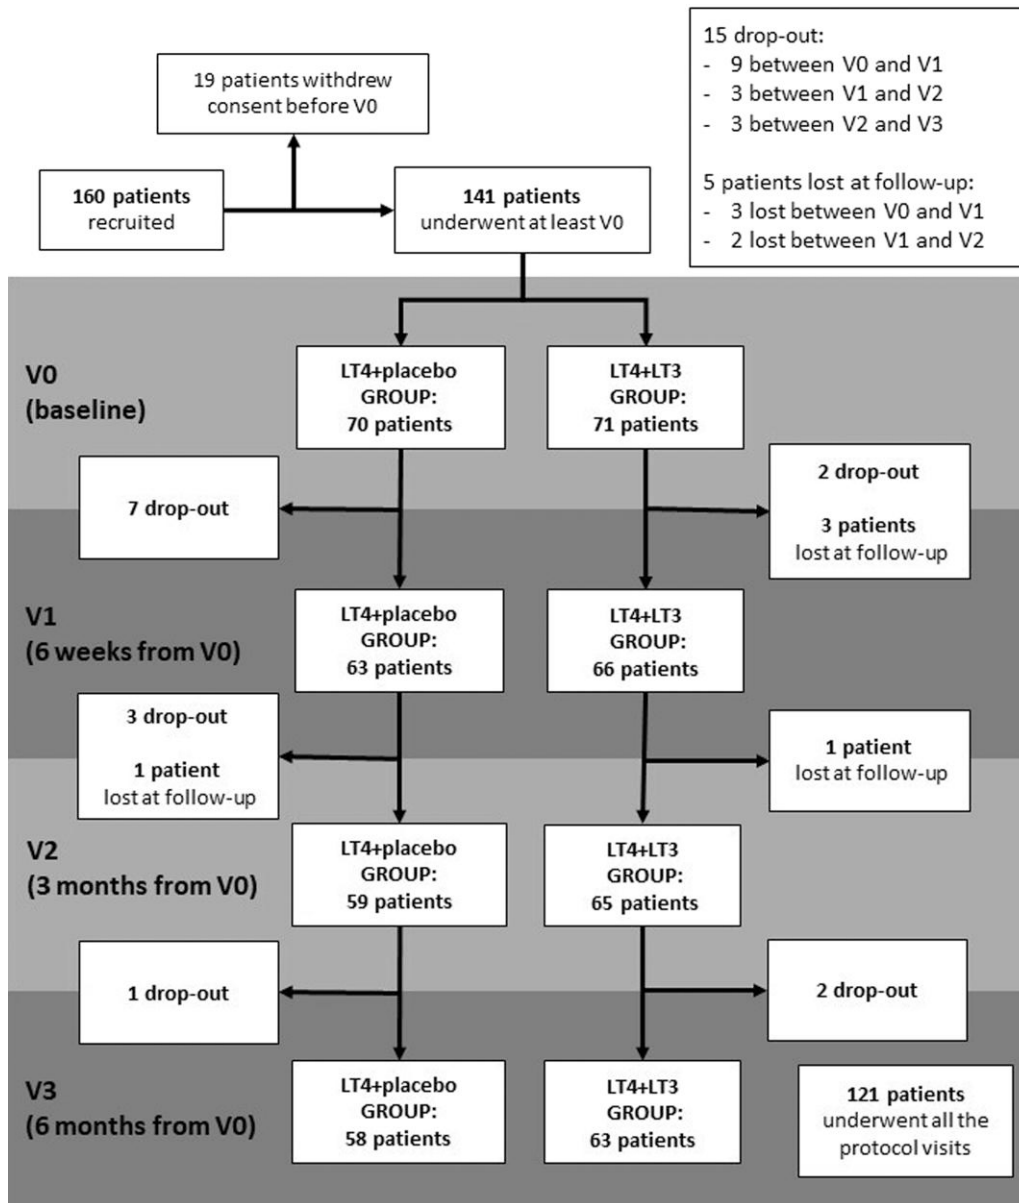 19 patients withdrew
consent before V0
15 drop-out:
- 9 between V0 and V1
- 3 between V1 and V2
- 3 between V2 and V3
5 patients lost at follow-up:
- 3 lost between V0 and V1
- 2 lost between V1 and V2
160 patients
recruited
141 patients
underwent at least V0
V0
(baseline)
LT4+placebo
GROUP:
70 patients
LT4+LT3
GROUP:
71 patients
7 drop-out
2 drop-out
3 patients
lost at follow-up
V1
(6 weeks from V0)
LT4+placebo
GROUP:
63 patients
LT4+LT3
GROUP:
66 patients
3 drop-out
1 patient
lost at follow-up
1 patient
lost at follow-up
V2
(3 months from V0)
LT4+placebo
GROUP:
59 patients
LT4+LT3
GROUP:
65 patients
1 drop-out
2 drop-out
V3
(6 months from V0)
LT4+placebo
GROUP:
58 patients
LT4+LT3
GROUP:
63 patients
121 patients
underwent all the
protocol visits